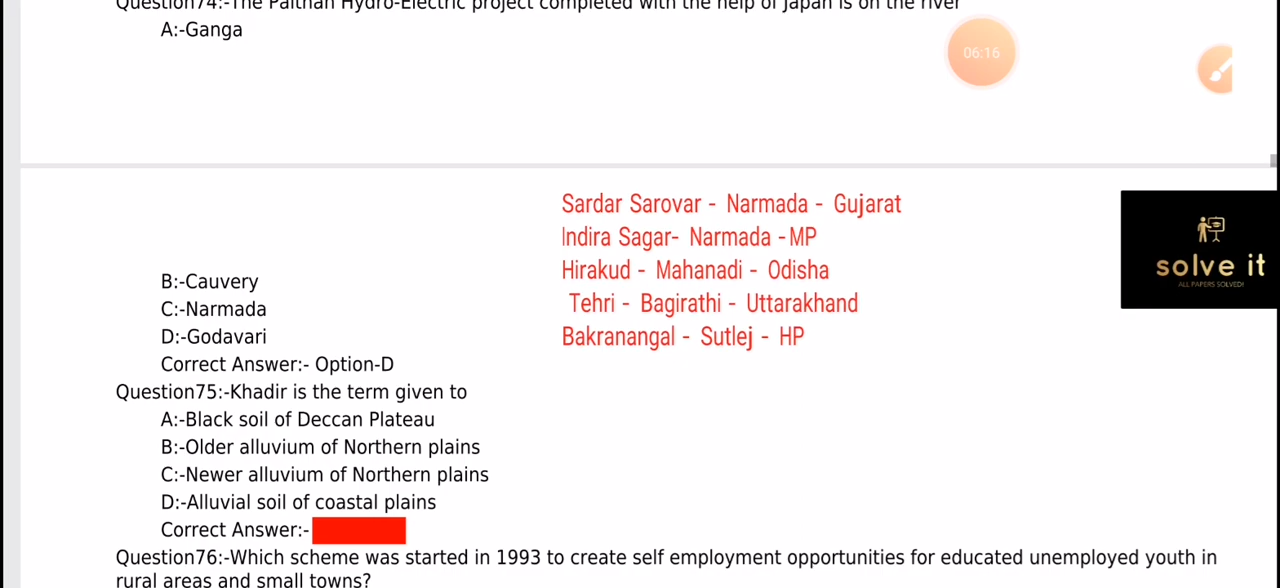 Question74:-The Paithan Hydro-Electric project completed with the help of Japan is on the river
A:-Ganga
06:16
Sardar Sarovar - Narmada - Gujarat
Indira Sagar- Narmada -MP
Hirakud - Mahanadi - Odisha
Tehri - Bagirathi - Uttarakhand
Bakranangal - Sutlej - HP
solve it
ALL PAPERS SOLVED!
B:-Cauvery
C:-Narmada
D:-Godavari
Correct Answer:- Option-D
Question75:-Khadir is the term given to
A:-Black soil of Deccan Plateau
B:-Older alluvium of Northern plains
C:-Newer alluvium of Northern plains
D:-Alluvial soil of coastal plains
Correct Answer:-
Question76:-Which scheme was started in 1993 to create self employment opportunities for educated unemployed youth in
rural areas and small towns?